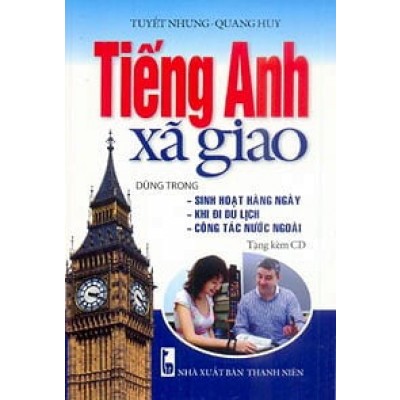 TUYẾT NHUNG - QUANG HUY
Tiếng Anh
xã giao
DÙNG TRONG
- SINH HOẠT HÀNG NGÀY
- KHI ĐI DU LỊCH
- CÔNG TÁC NƯỚC NGOÀI
Tặng kèm CD
NHÀ XUẤT BẢN THANH NIÊN